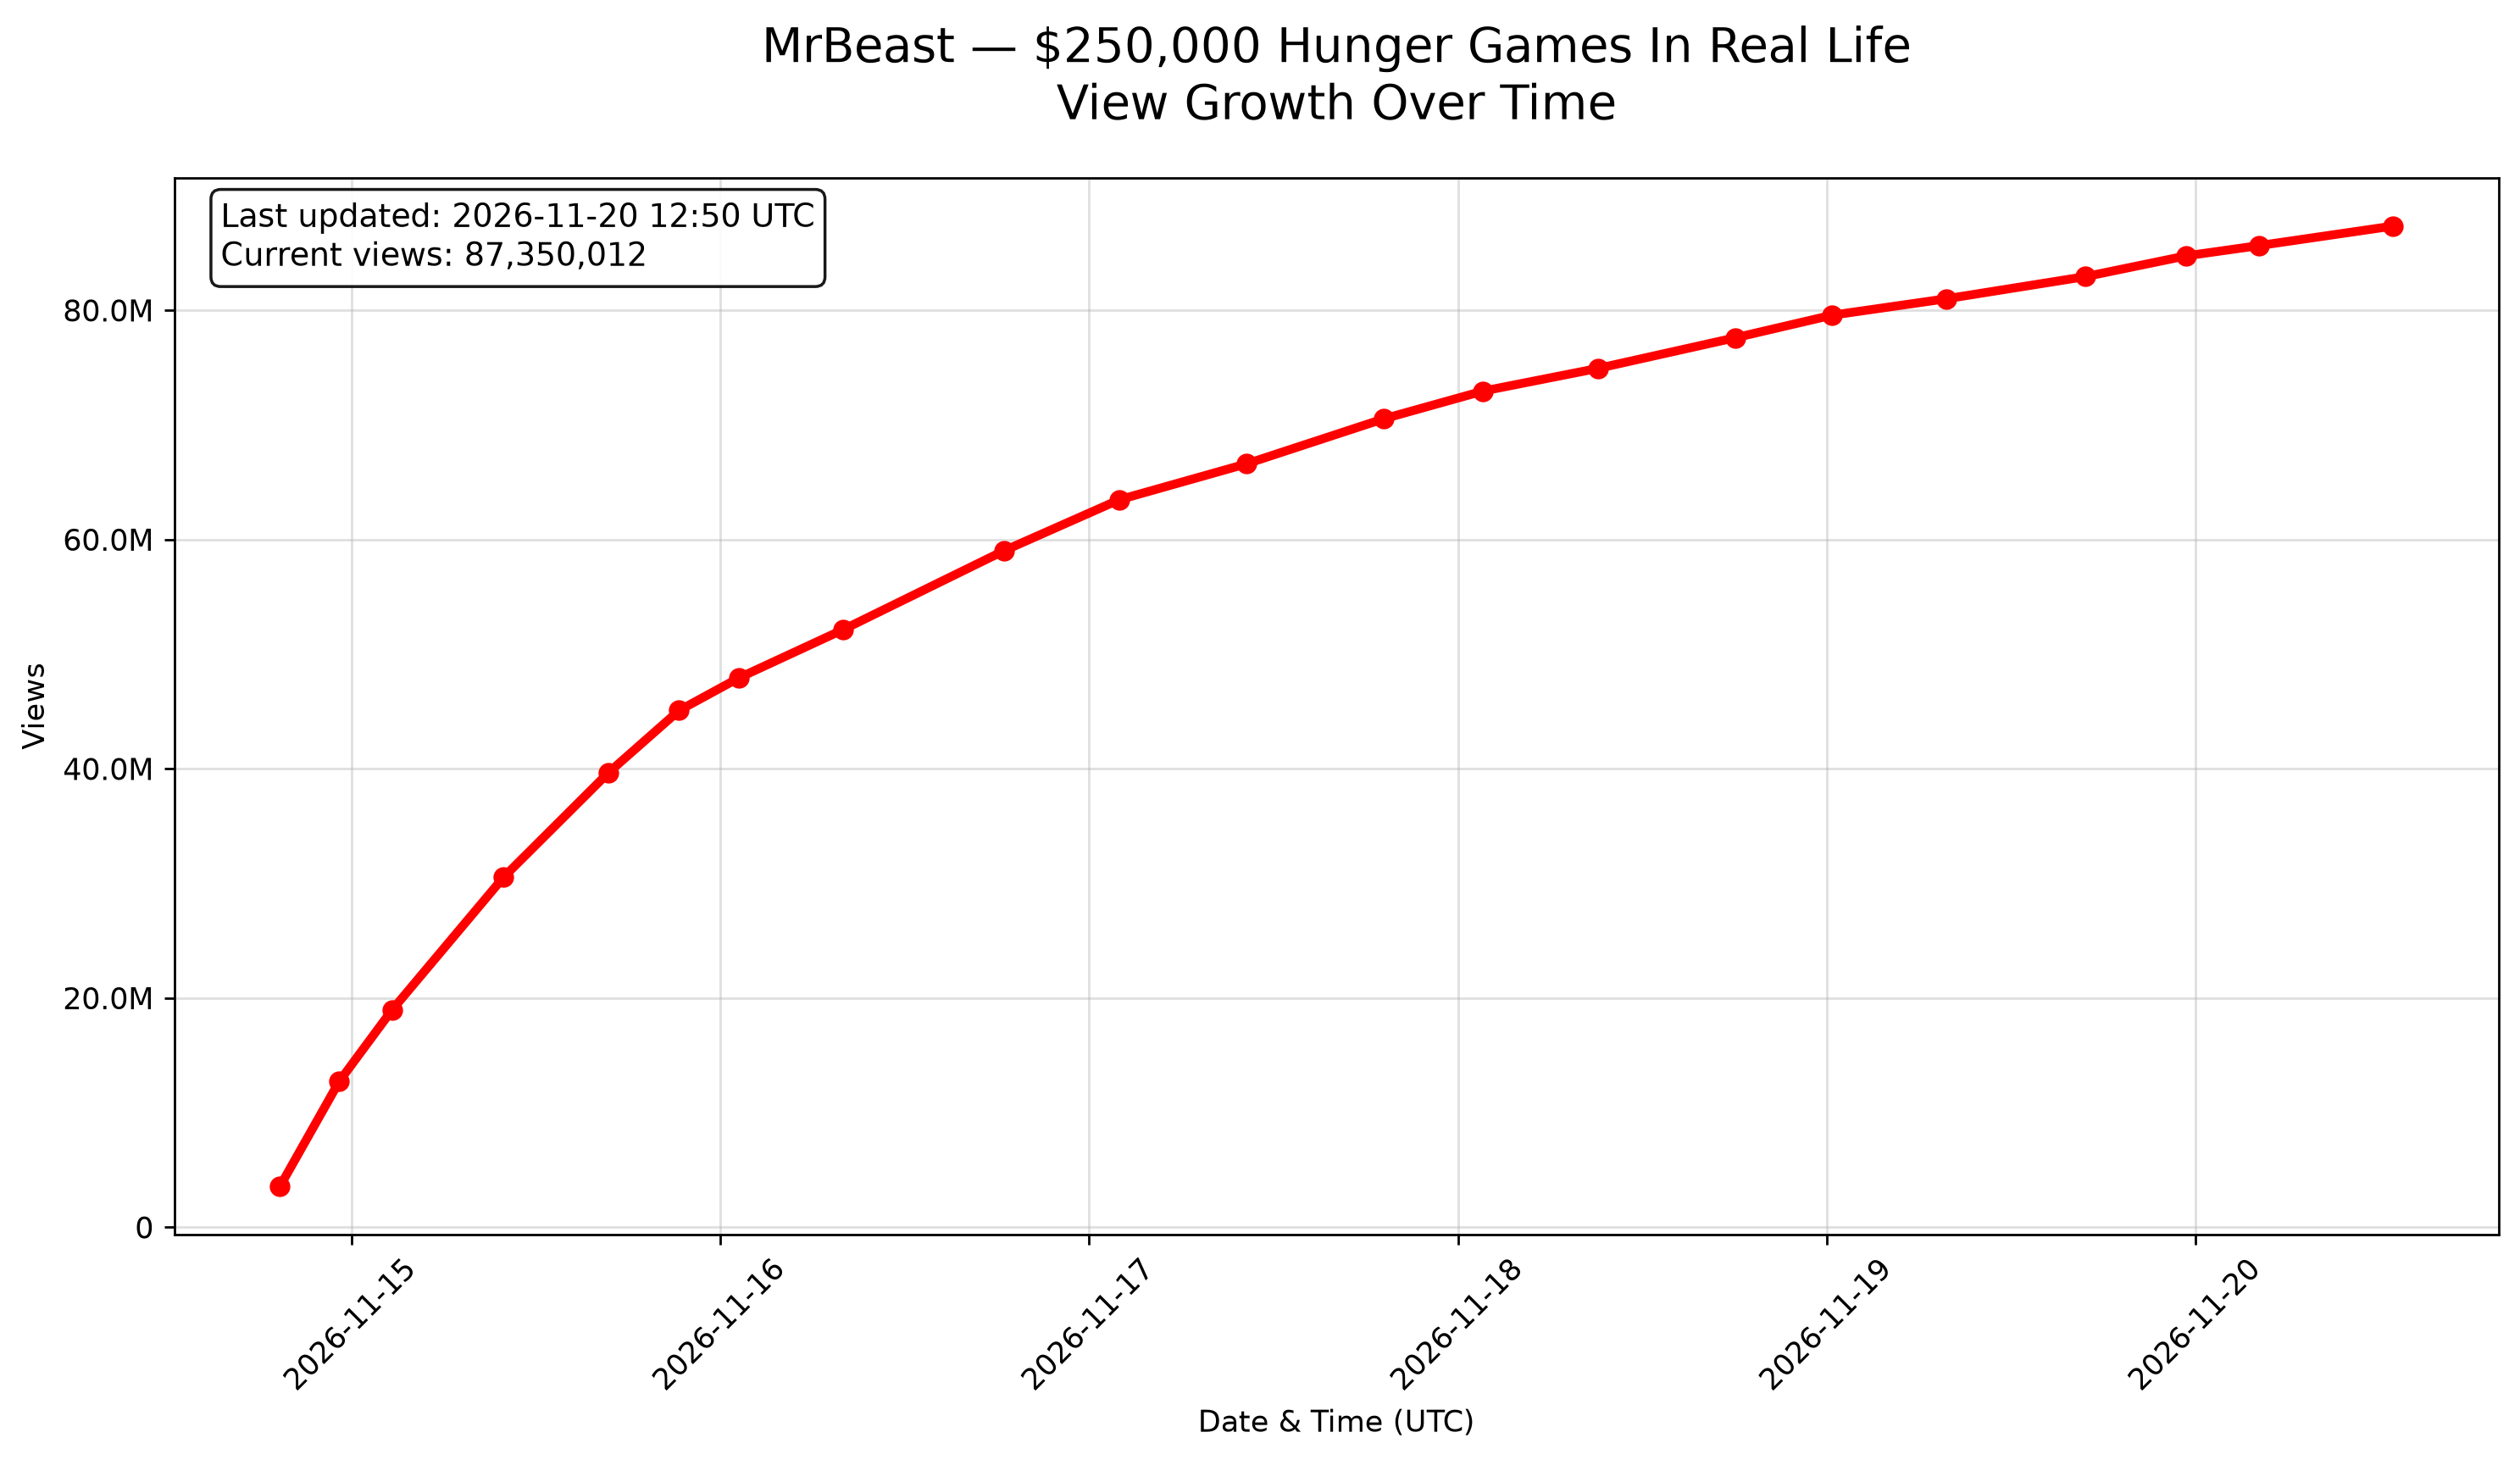 MrBeast — $250,000 Hunger Games In Real Life
View Growth Over Time
Last updated: 2026-11-20 12:50 UTC
Current views: 87,350,012
80.0M
60.0M
40.0M
20.0M
0
Views
2026-11-15
2026-11-16
2026-11-17
2026-11-18
2026-11-19
2026-11-20
Date & Time (UTC)